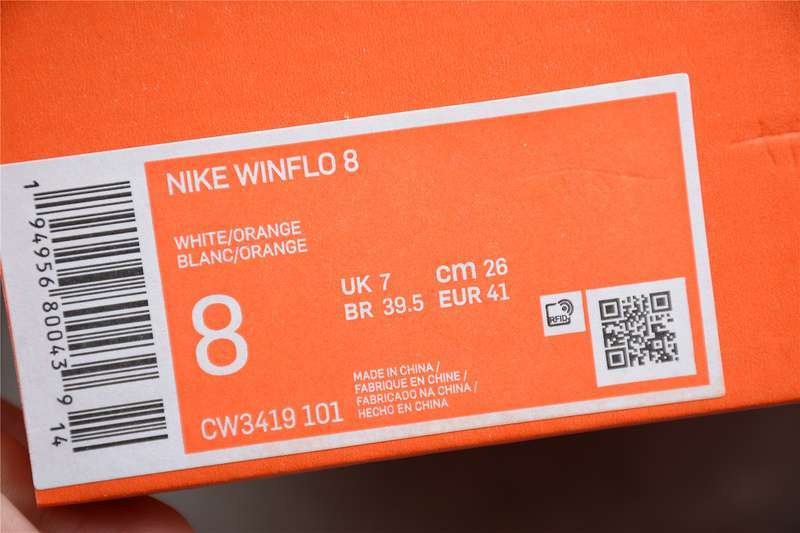 NIKE WINFLO 8
WHITE/ORANGE
BLANC/ORANGE
8
UK 7 cm 26
BR 39.5 EUR 41
RFID
MADE IN CHINA /
FABRIQUE EN CHINE /
FABRICADO NA CHINA /
HECHO EN CHINA
CW3419 101
1 94956 80043 9 14